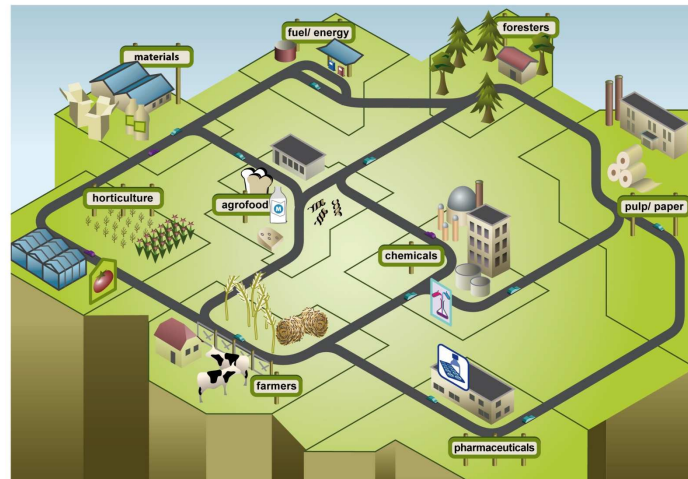 fuel/ energy
foresters
materials
horticulture
agrofood
M
pulp/ paper
chemicals
farmers
pharmaceuticals